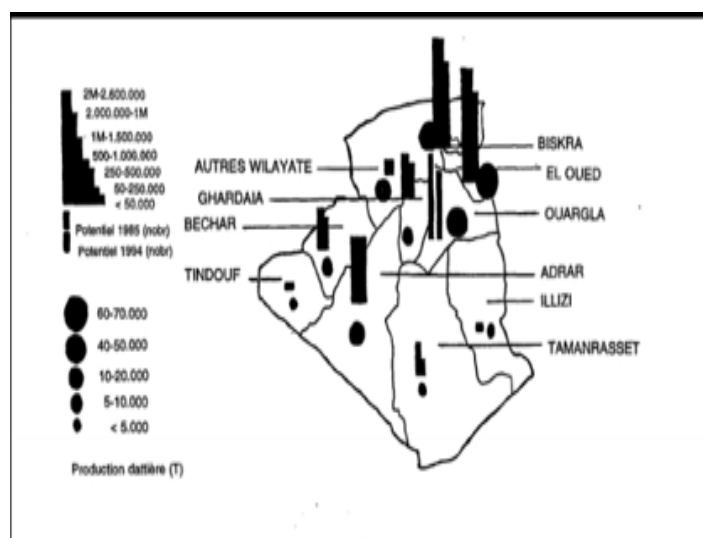 2M-2.600.000
2.000.000-1M
1M-1.500.000
500-1.000.000
250-500.000
50-250.000
< 50.000
Potentiel 1985 (nobr)
Potentiel 1994 (nobr)
60-70.000
40-50.000
10-20.000
5-10.000
< 5.000
Production dattière (T)
AUTRES WILAYATE
GHARDAIA
BECHAR
TINDOUF
BISKRA
EL OUED
OUARGLA
ADRAR
ILLIZI
TAMANRASSET